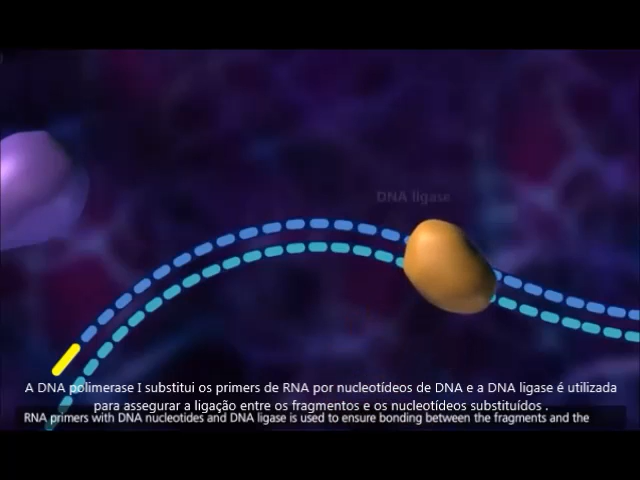 DNA ligase
A DNA polimerase I substitui os primers de RNA por nucleotídeos de DNA e a DNA ligase é utilizada
para assegurar a ligação entre os fragmentos e os nucleotídeos substituídos .
RNA primers with DNA nucleotides and DNA ligase is used to ensure bonding between the fragments and the